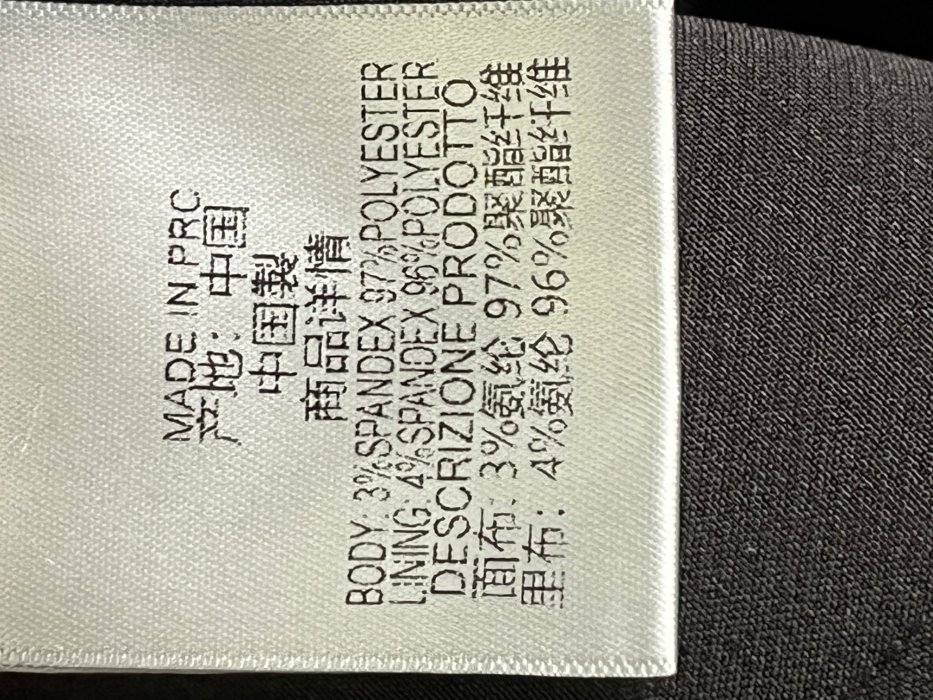 MADE IN PRC
产地：中国
中国製
商品详情
BODY: 3%SPANDEX 97%POLYESTER
LINING: 4%SPANDEX 96%POLYESTER
DESCRIZIONE PRODOTTO
面布: 3%氨纶 97%聚酯纤维
里布: 4%氨纶 96%聚酯纤维